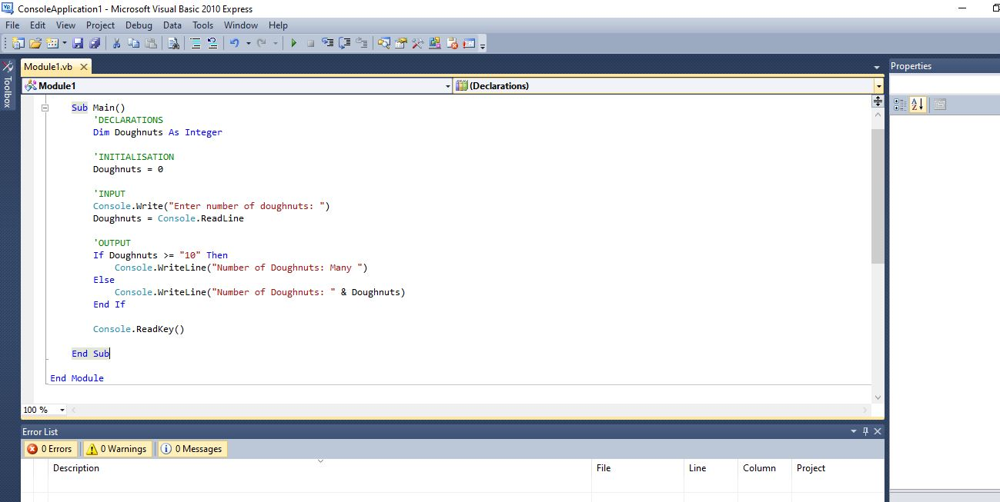 ConsoleApplication1 - Microsoft Visual Basic 2010 Express
File Edit View Project Debug Data Tools Window Help
Toolbox
Module1.vb
Module1
(Declarations)
Sub Main()
'DECLARATIONS
Dim Doughnuts As Integer
'INITIALISATION
Doughnuts = 0
'INPUT
Console.Write("Enter number of doughnuts: ")
Doughnuts = Console.ReadLine
'OUTPUT
If Doughnuts >= "10" Then
Console.WriteLine("Number of Doughnuts: Many ")
Else
Console.WriteLine("Number of Doughnuts: " & Doughnuts)
End If
Console.ReadKey()
End Sub
End Module
100 %
Properties
Error List
0 Errors 0 Warnings 0 Messages
Description File Line Column Project